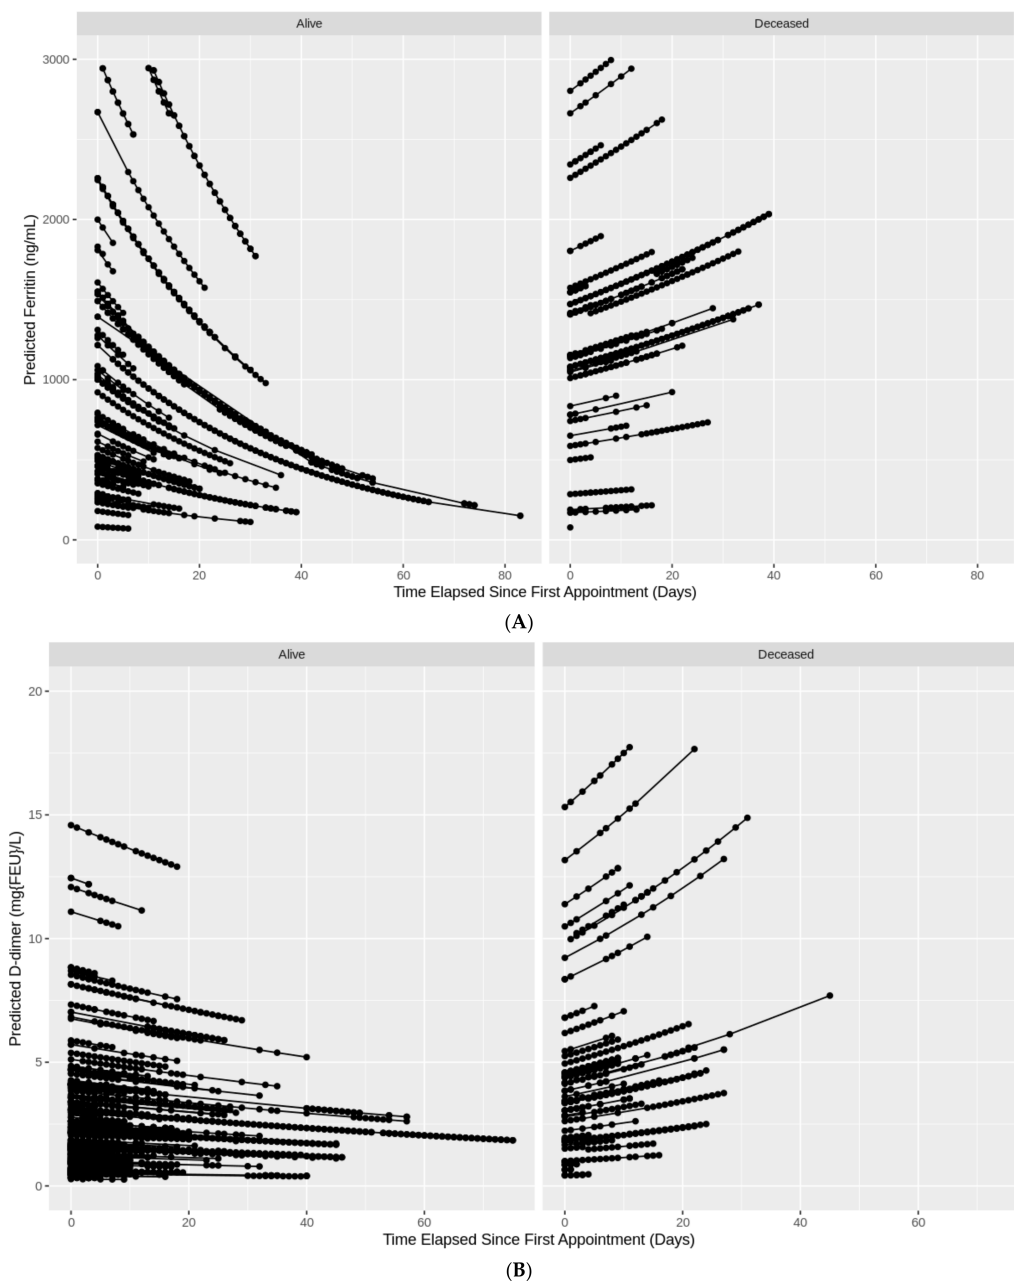 Alive Deceased
3000
2000
1000
0
Predicted Ferritin (ng/mL)
0 20 40 60 80 0 20 40 60 80
Time Elapsed Since First Appointment (Days)
(A)
Alive Deceased
20
15
10
5
0
Predicted D-dimer (mg{FEU}/L)
0 20 40 60 0 20 40 60
Time Elapsed Since First Appointment (Days)
(B)